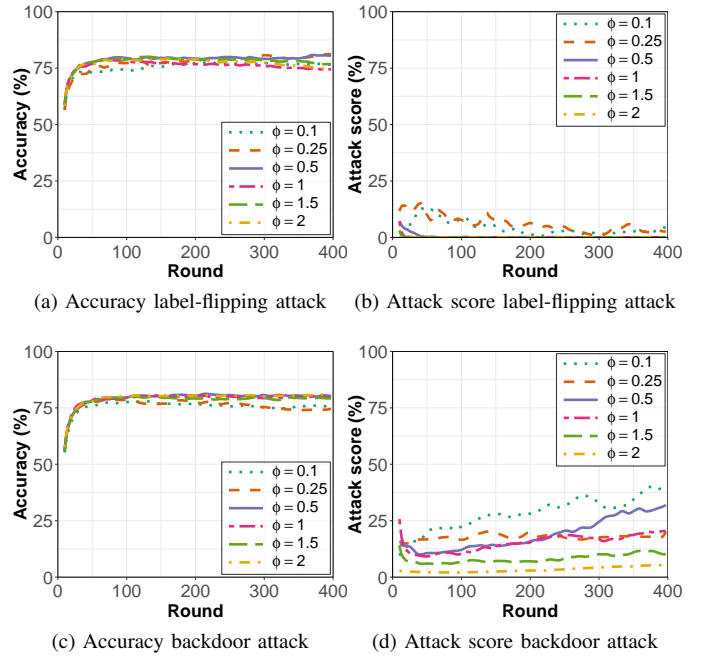 100
75
50
25
0
Accuracy (%)
ϕ = 0.1
ϕ = 0.25
ϕ = 0.5
ϕ = 1
ϕ = 1.5
ϕ = 2
0 100 200 300 400
Round
(a) Accuracy label-flipping attack
100
75
50
25
0
Attack score (%)
ϕ = 0.1
ϕ = 0.25
ϕ = 0.5
ϕ = 1
ϕ = 1.5
ϕ = 2
0 100 200 300 400
Round
(b) Attack score label-flipping attack
100
75
50
25
0
Accuracy (%)
ϕ = 0.1
ϕ = 0.25
ϕ = 0.5
ϕ = 1
ϕ = 1.5
ϕ = 2
0 100 200 300 400
Round
(c) Accuracy backdoor attack
100
75
50
25
0
Attack score (%)
ϕ = 0.1
ϕ = 0.25
ϕ = 0.5
ϕ = 1
ϕ = 1.5
ϕ = 2
0 100 200 300 400
Round
(d) Attack score backdoor attack